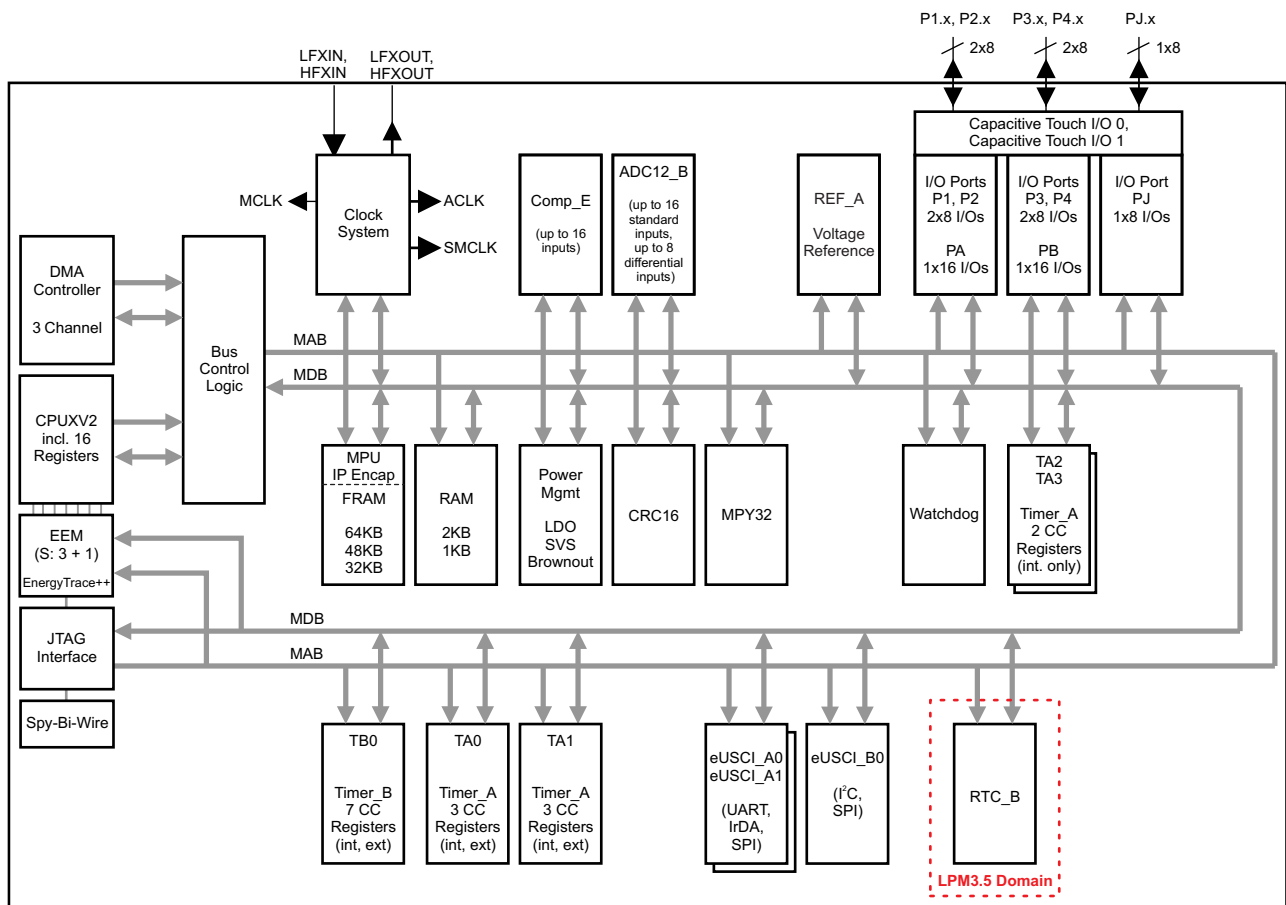 P1.x, P2.x
P3.x, P4.x
PJ.x
2x8
2x8
1x8
LFXIN,
HFXIN
LFXOUT,
HFXOUT
Capacitive Touch I/O 0,
Capacitive Touch I/O 1
MCLK
Clock
System
ACLK
SMCLK
Comp_E
(up to 16
inputs)
ADC12_B
(up to 16
standard
inputs,
up to 8
differential
inputs)
REF_A
Voltage
Reference
I/O Ports
P1, P2
2x8 I/Os
PA
1x16 I/Os
I/O Ports
P3, P4
2x8 I/Os
PB
1x16 I/Os
I/O Port
PJ
1x8 I/Os
DMA
Controller
3 Channel
Bus
Control
Logic
MAB
MDB
CPUXV2
incl. 16
Registers
MPU
IP Encap
FRAM
64KB
48KB
32KB
RAM
2KB
1KB
Power
Mgmt
LDO
SVS
Brownout
CRC16
MPY32
Watchdog
TA2
TA3
Timer_A
2 CC
Registers
(int. only)
EEM
(S: 3 + 1)
EnergyTrace++
JTAG
Interface
MDB
MAB
Spy-Bi-Wire
TB0
Timer_B
7 CC
Registers
(int, ext)
TA0
Timer_A
3 CC
Registers
(int, ext)
TA1
Timer_A
3 CC
Registers
(int, ext)
eUSCI_A0
eUSCI_A1
(UART,
IrDA,
SPI)
eUSCI_B0
(I²C,
SPI)
RTC_B
LPM3.5 Domain